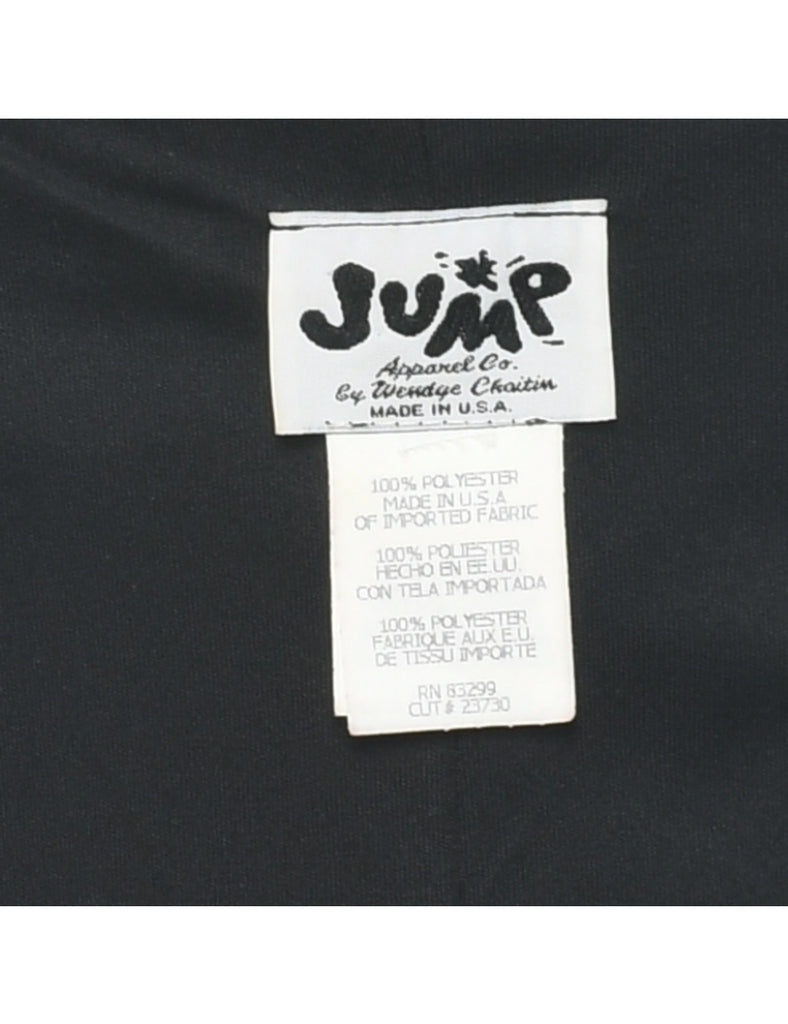 JUMP
Apparel Co.
by Wendye Chaitin
MADE IN U.S.A.
100% POLYESTER
MADE IN U.S.A
OF IMPORTED FABRIC
100% POLIESTER
HECHO EN EE.UU.
CON TELA IMPORTADA
100% POLYESTER
FABRIQUE AUX E.U.
DE TISSU IMPORTE
RN 83299
CUT # 23730